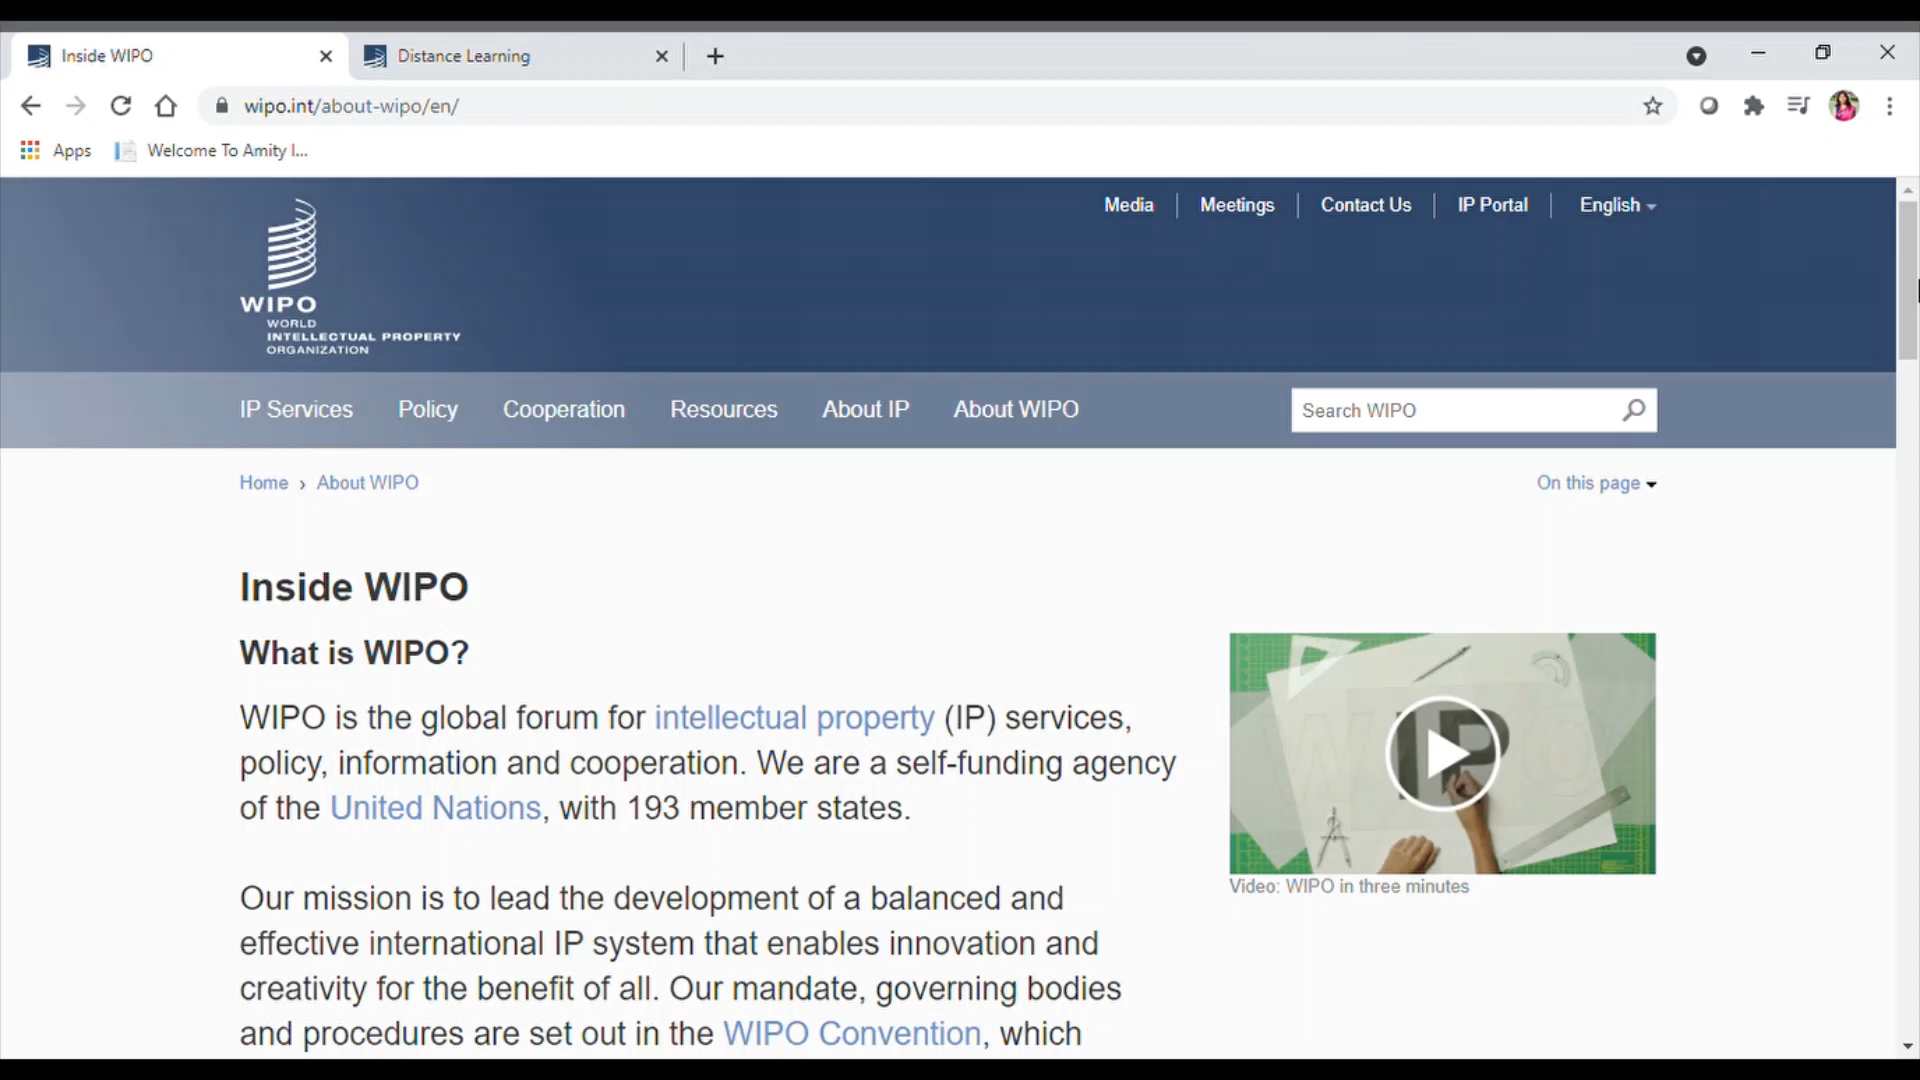 Inside WIPO
Distance Learning
wipo.int/about-wipo/en/
Apps
Welcome To Amity I...
Media
Meetings
Contact Us
IP Portal
English
WIPO
WORLD
INTELLECTUAL PROPERTY
ORGANIZATION
IP Services
Policy
Cooperation
Resources
About IP
About WIPO
Search WIPO
Home › About WIPO
On this page
Inside WIPO
What is WIPO?
WIPO is the global forum for intellectual property (IP) services,
policy, information and cooperation. We are a self-funding agency
of the United Nations, with 193 member states.
WIPO
Video: WIPO in three minutes
Our mission is to lead the development of a balanced and
effective international IP system that enables innovation and
creativity for the benefit of all. Our mandate, governing bodies
and procedures are set out in the WIPO Convention, which